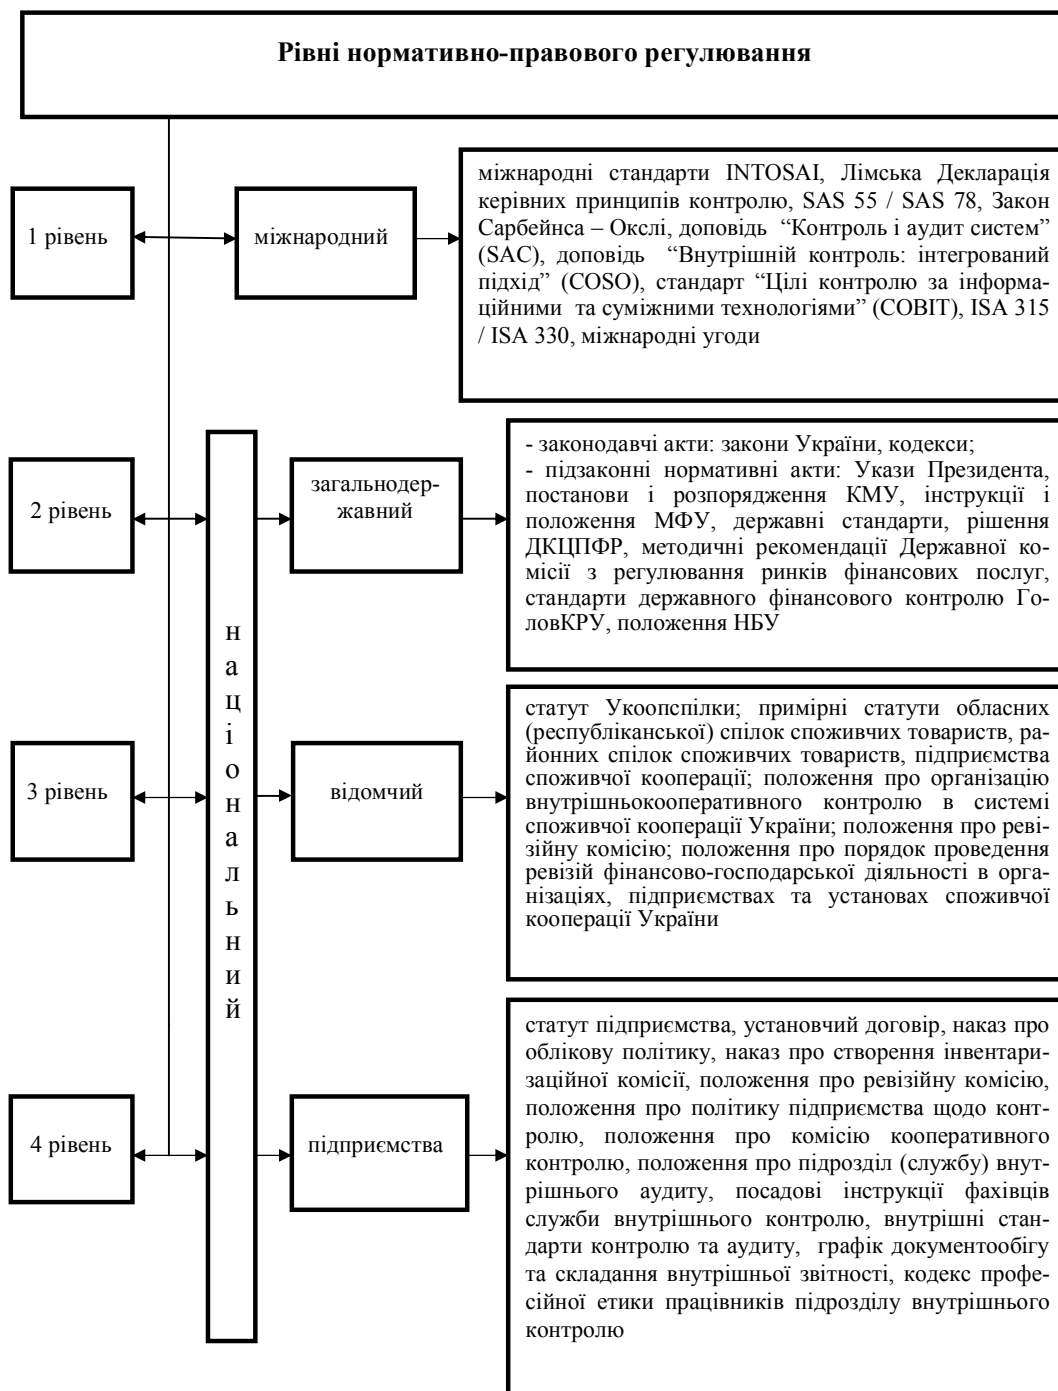 Рівні нормативно-правового регулювання
1 рівень
міжнародний
міжнародні стандарти INTOSAI, Лімська Декларація
керівних принципів контролю, SAS 55 / SAS 78, Закон
Сарбейнса – Окслі, доповідь “Контроль і аудит систем”
(SAC), доповідь “Внутрішній контроль: інтегрований
підхід” (COSO), стандарт “Цілі контролю за інформа-
ційними та суміжними технологіями” (COBIT), ISA 315
/ ISA 330, міжнародні угоди
національний
2 рівень
загальнодер-
жавний
- законодавчі акти: закони України, кодекси;
- підзаконні нормативні акти: Укази Президента,
постанови і розпорядження КМУ, інструкції і
положення МФУ, державні стандарти, рішення
ДКЦПФР, методичні рекомендації Державної ко-
місії з регулювання ринків фінансових послуг,
стандарти державного фінансового контролю Го-
ловКРУ, положення НБУ
3 рівень
відомчий
статут Укоопспілки; примірні статути обласних
(республіканської) спілок споживчих товариств, ра-
йонних спілок споживчих товариств, підприємства
споживчої кооперації; положення про організацію
внутрішньокооперативного контролю в системі
споживчої кооперації України; положення про реві-
зійну комісію; положення про порядок проведення
ревізій фінансово-господарської діяльності в орга-
нізаціях, підприємствах та установах споживчої
кооперації України
4 рівень
підприємства
статут підприємства, установчий договір, наказ про
облікову політику, наказ про створення інвентари-
заційної комісії, положення про ревізійну комісію,
положення про політику підприємства щодо конт-
ролю, положення про комісію кооперативного
контролю, положення про підрозділ (службу) внут-
рішнього аудиту, посадові інструкції фахівців
служби внутрішнього контролю, внутрішні стан-
дарти контролю та аудиту, графік документообігу
та складання внутрішньої звітності, кодекс профе-
сійної етики працівників підрозділу внутрішнього
контролю